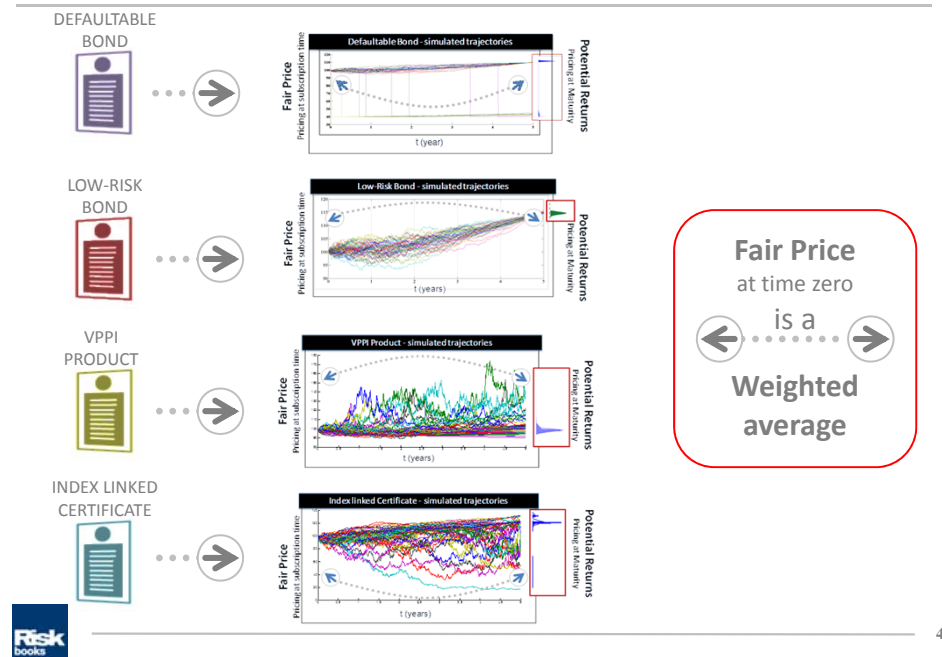 DEFAULTABLE
BOND
Defaultable Bond - simulated trajectories
Fair Price
Pricing at subscription time
Potential Returns
Pricing at Maturity
t (year)
LOW-RISK
BOND
Low-Risk Bond - simulated trajectories
Fair Price
Pricing at subscription time
Potential Returns
Pricing at Maturity
t (years)
VPPI
PRODUCT
VPPI Product - simulated trajectories
Fair Price
Pricing at subscription time
Potential Returns
Pricing at Maturity
t (years)
INDEX LINKED
CERTIFICATE
Index linked Certificate - simulated trajectories
Fair Price
Pricing at subscription time
Potential Returns
Pricing at Maturity
t (years)
Fair Price
at time zero
is a
Weighted
average
Risk
books
4